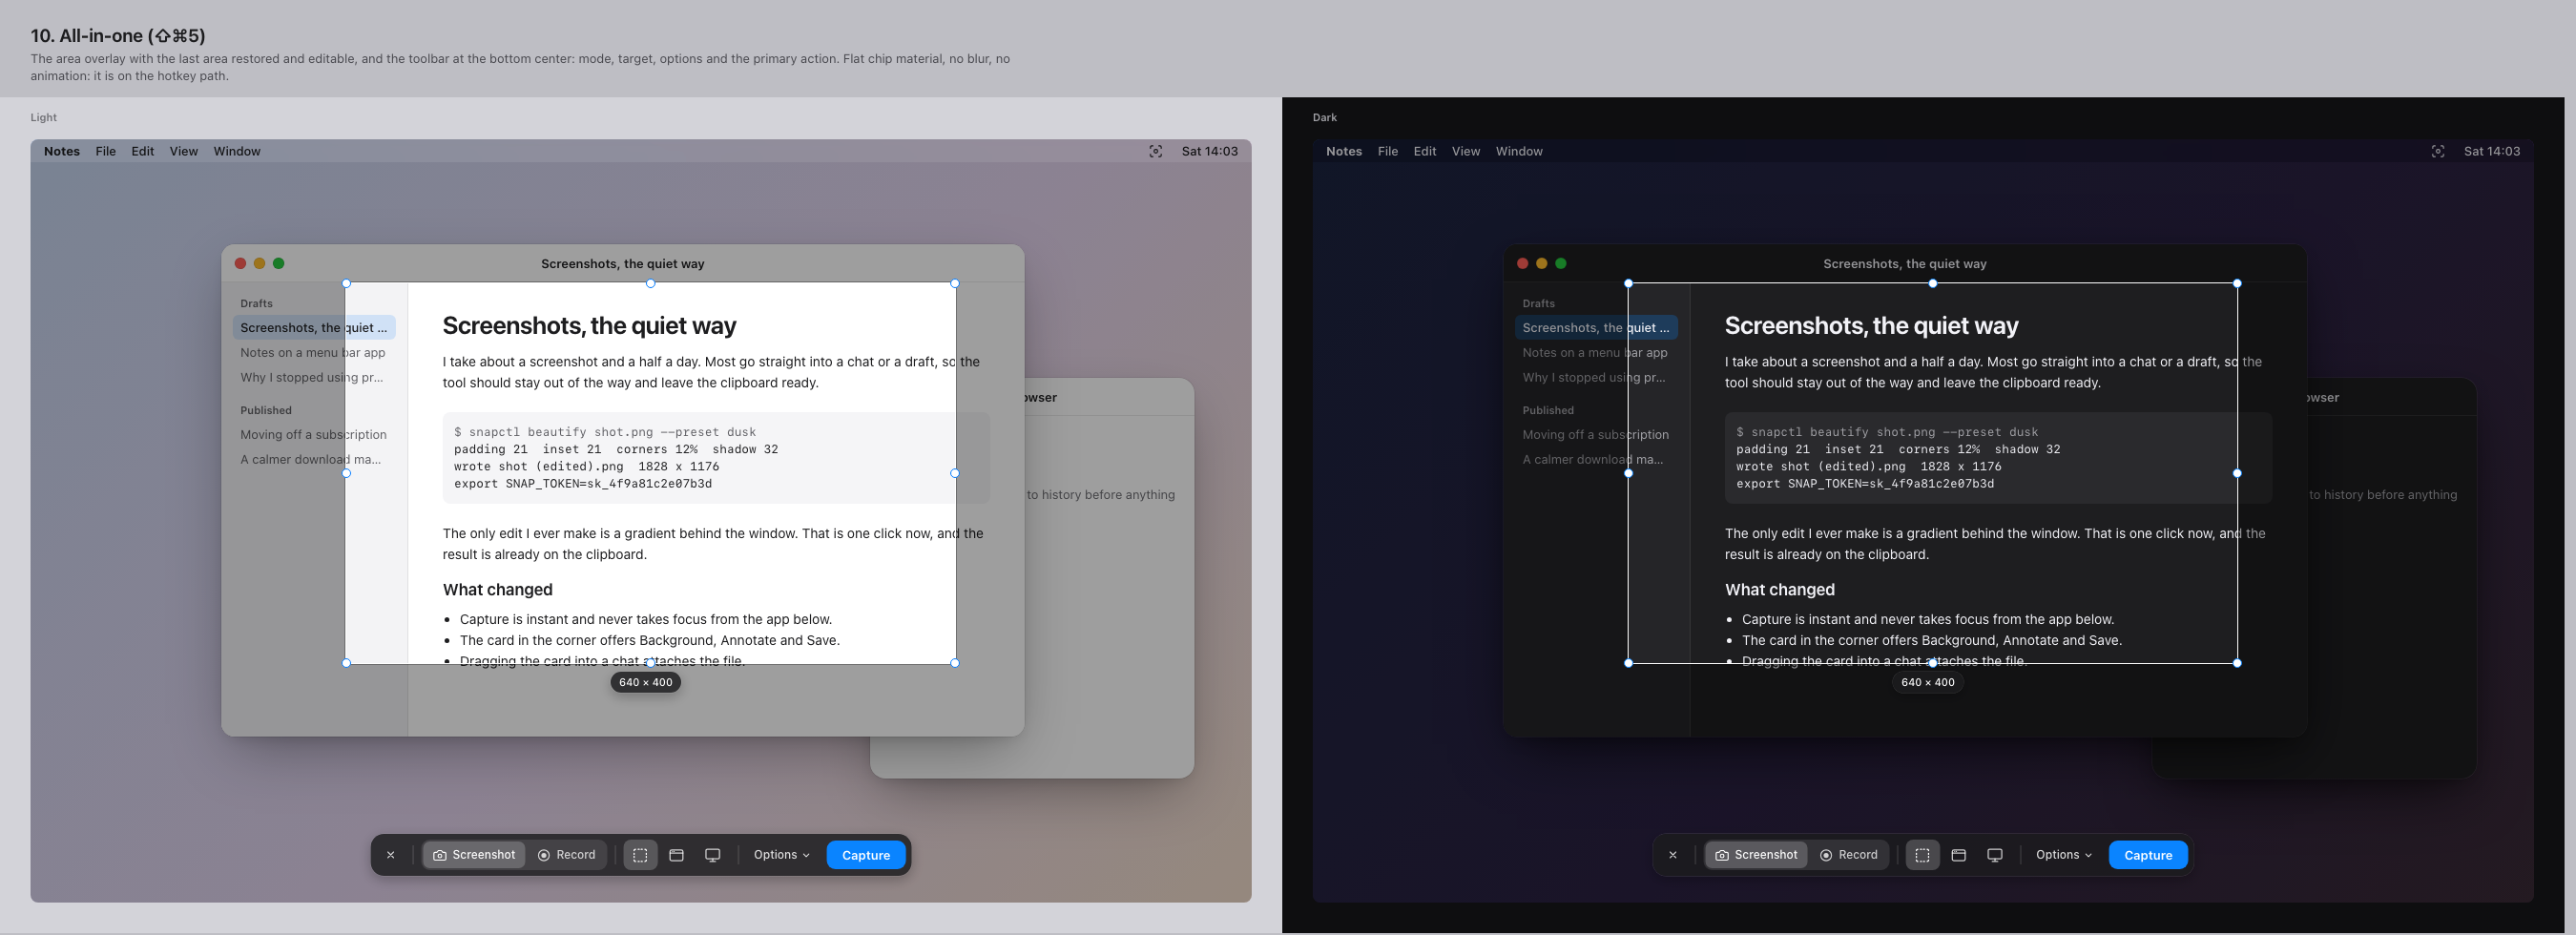 10. All-in-one (⇧⌘5)
The area overlay with the last area restored and editable, and the toolbar at the bottom center: mode, target, options and the primary action. Flat chip material, no blur, no
animation: it is on the hotkey path.
Light
Notes File Edit View Window Sat 14:03
Screenshots, the quiet way
Drafts
Screenshots, the quiet ...
Notes on a menu bar app
Why I stopped using pr...
Published
Moving off a subscription
A calmer download ma...
Screenshots, the quiet way
I take about a screenshot and a half a day. Most go straight into a chat or a draft, so the
tool should stay out of the way and leave the clipboard ready.
$ snapctl beautify shot.png --preset dusk
padding 21 inset 21 corners 12% shadow 32
wrote shot (edited).png 1828 x 1176
export SNAP_TOKEN=sk_4f9a81c2e07b3d
The only edit I ever make is a gradient behind the window. That is one click now, and the
result is already on the clipboard.
What changed
• Capture is instant and never takes focus from the app below.
• The card in the corner offers Background, Annotate and Save.
• Dragging the card into a chat attaches the file.
640 × 400
owser
to history before anything
Screenshot Record Options Capture
Dark
Notes File Edit View Window Sat 14:03
Screenshots, the quiet way
Drafts
Screenshots, the quiet ...
Notes on a menu bar app
Why I stopped using pr...
Published
Moving off a subscription
A calmer download ma...
Screenshots, the quiet way
I take about a screenshot and a half a day. Most go straight into a chat or a draft, so the
tool should stay out of the way and leave the clipboard ready.
$ snapctl beautify shot.png --preset dusk
padding 21 inset 21 corners 12% shadow 32
wrote shot (edited).png 1828 x 1176
export SNAP_TOKEN=sk_4f9a81c2e07b3d
The only edit I ever make is a gradient behind the window. That is one click now, and the
result is already on the clipboard.
What changed
• Capture is instant and never takes focus from the app below.
• The card in the corner offers Background, Annotate and Save.
• Dragging the card into a chat attaches the file.
640 × 400
owser
to history before anything
Screenshot Record Options Capture